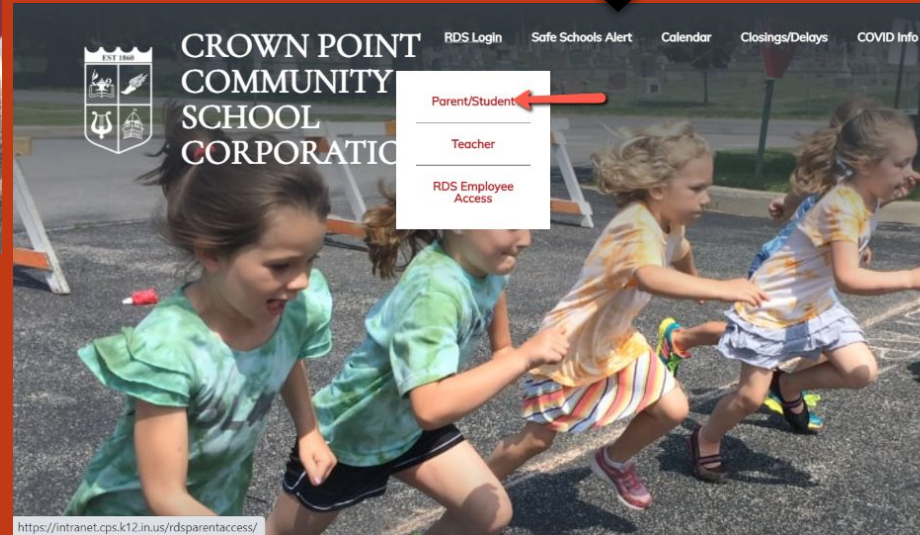 RDS Login
Safe Schools Alert
Calendar
Closings/Delays
COVID Info
EST 1860
CROWN POINT
COMMUNITY
SCHOOL
CORPORATIO
Parent/Student
Teacher
RDS Employee
Access
https://intranet.cps.k12.in.us/rdsparentaccess/